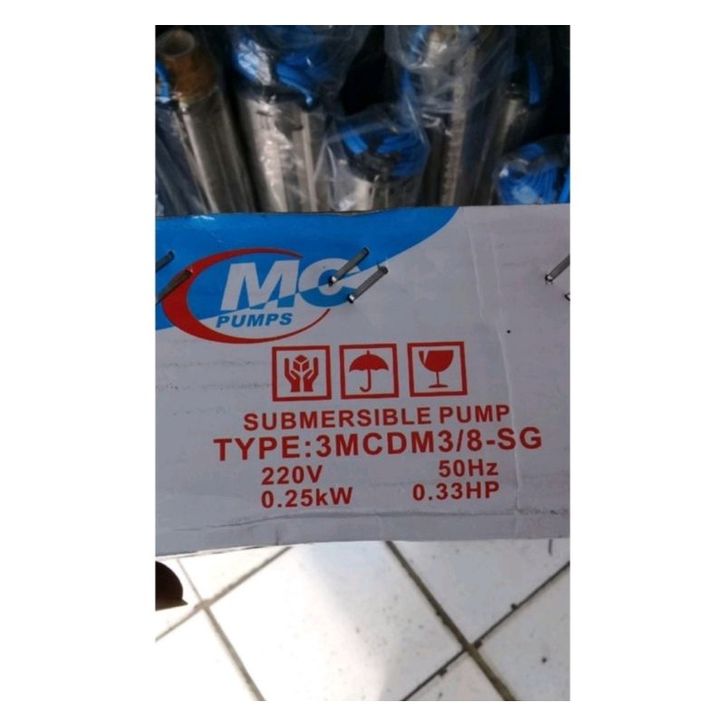 MC
PUMPS
SUBMERSIBLE PUMP
TYPE:3MCDM3/8-SG
220V 50Hz
0.25kW 0.33HP